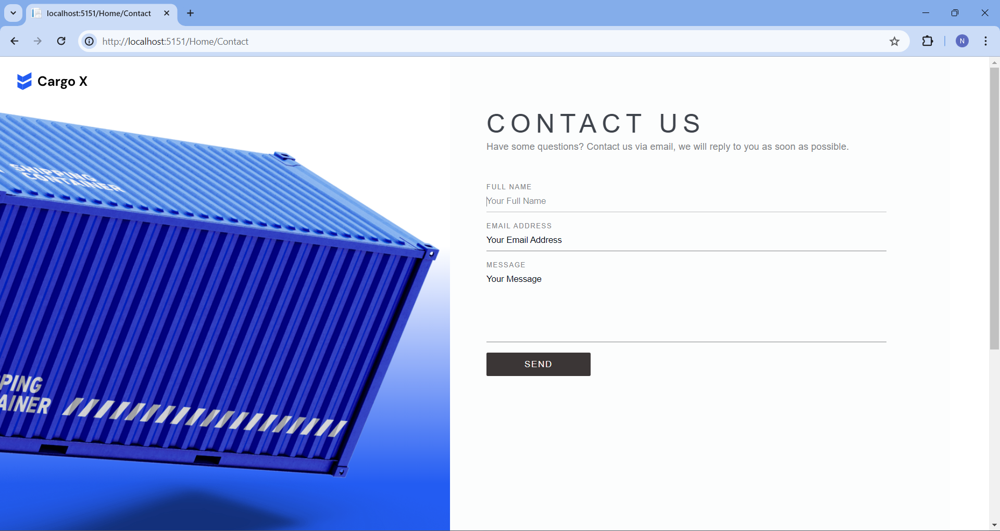 localhost:5151/Home/Contact
http://localhost:5151/Home/Contact
N
Cargo X
SHIPPING
CONTAINER
PING
AINER
CONTACT US
Have some questions? Contact us via email, we will reply to you as soon as possible.
FULL NAME
Your Full Name
EMAIL ADDRESS
Your Email Address
MESSAGE
Your Message
SEND